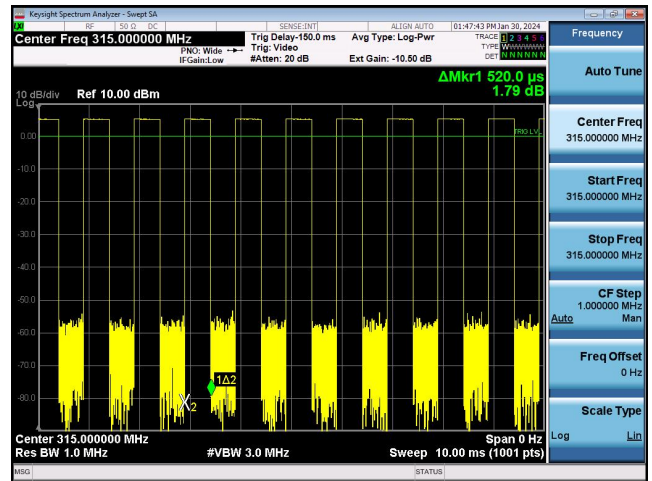 Keysight Spectrum Analyzer - Swept SA
RF 50 Ω DC SENSE:INT ALIGN AUTO 01:47:43 PM Jan 30, 2024
Center Freq 315.000000 MHz
PNO: Wide
IFGain:Low
Trig Delay-150.0 ms
Trig: Video
#Atten: 20 dB
Avg Type: Log-Pwr
Ext Gain: -10.50 dB
TRACE 1 2 3 4 5 6
TYPE WWWWWW
DET N N N N N N
ΔMkr1 520.0 µs
1.79 dB
10 dB/div Ref 10.00 dBm
Log
TRIG LVL
0.00
-10.0
-20.0
-30.0
-40.0
-50.0
-60.0
-70.0
-80.0
1Δ2
X2
Center 315.000000 MHz Span 0 Hz
Res BW 1.0 MHz #VBW 3.0 MHz Sweep 10.00 ms (1001 pts)
MSG STATUS
Frequency
Auto Tune
Center Freq
315.000000 MHz
Start Freq
315.000000 MHz
Stop Freq
315.000000 MHz
CF Step
1.000000 MHz
Auto Man
Freq Offset
0 Hz
Scale Type
Log Lin